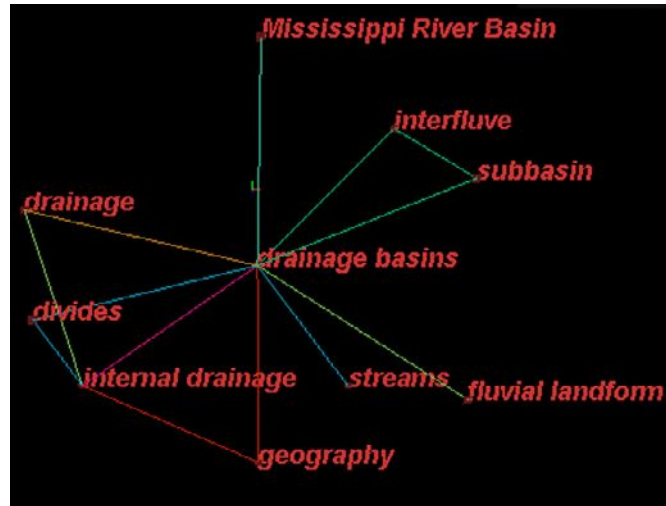 Mississippi River Basin
interfluve
subbasin
drainage
drainage basins
divides
internal drainage
streams
fluvial landform
geography